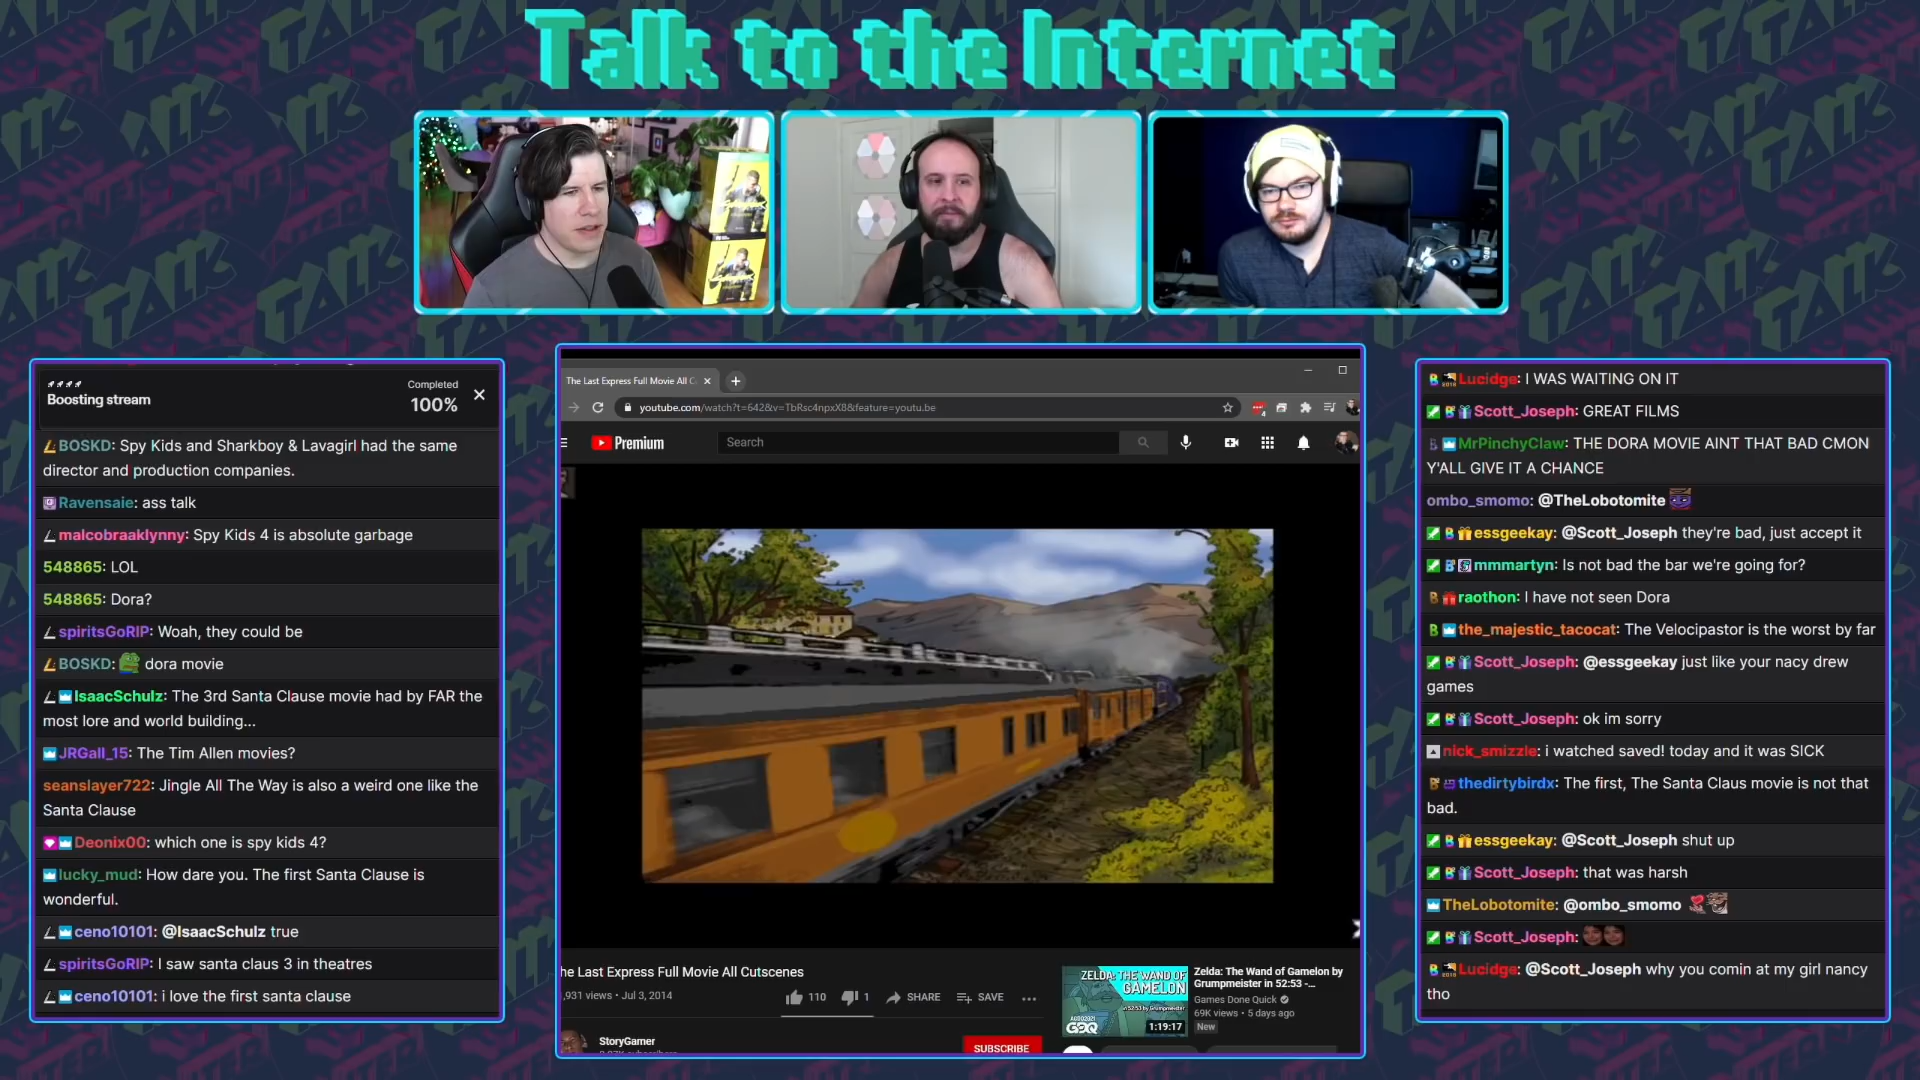 Talk to the Internet
Completed
Boosting stream
100%
BOSKD: Spy Kids and Sharkboy & Lavagirl had the same
director and production companies.
Ravensaie: ass talk
malcobraaklynny: Spy Kids 4 is absolute garbage
548865: LOL
548865: Dora?
spiritsGoRIP: Woah, they could be
BOSKD: dora movie
IsaacSchulz: The 3rd Santa Clause movie had by FAR the
most lore and world building...
JRGall_15: The Tim Allen movies?
seanslayer722: Jingle All The Way is also a weird one like the
Santa Clause
Deonix00: which one is spy kids 4?
lucky_mud: How dare you. The first Santa Clause is
wonderful.
ceno10101: @IsaacSchulz true
spiritsGoRIP: I saw santa claus 3 in theatres
ceno10101: i love the first santa clause
The Last Express Full Movie All C
youtube.com/watch?t=642&v=TbRsc4npxX8&feature=youtu.be
Premium
Search
he Last Express Full Movie All Cutscenes
,931 views • Jul 3, 2014
110
1
SHARE
SAVE
StoryGamer
SUBSCRIBE
ZELDA: THE WAND OF
GAMELON
in 52:53 by Grumpmeister
AGDQ2021
GDQ
1:19:17
Zelda: The Wand of Gamelon by
Grumpmeister in 52:53 -...
Games Done Quick
69K views • 5 days ago
New
Lucidge: I WAS WAITING ON IT
Scott_Joseph: GREAT FILMS
MrPinchyClaw: THE DORA MOVIE AINT THAT BAD CMON
Y'ALL GIVE IT A CHANCE
ombo_smomo: @TheLobotomite
essgeekay: @Scott_Joseph they're bad, just accept it
mmmartyn: Is not bad the bar we're going for?
raothon: I have not seen Dora
the_majestic_tacocat: The Velocipastor is the worst by far
Scott_Joseph: @essgeekay just like your nacy drew
games
Scott_Joseph: ok im sorry
nick_smizzle: i watched saved! today and it was SICK
thedirtybirdx: The first, The Santa Claus movie is not that
bad.
essgeekay: @Scott_Joseph shut up
Scott_Joseph: that was harsh
TheLobotomite: @ombo_smomo
Scott_Joseph:
Lucidge: @Scott_Joseph why you comin at my girl nancy
tho